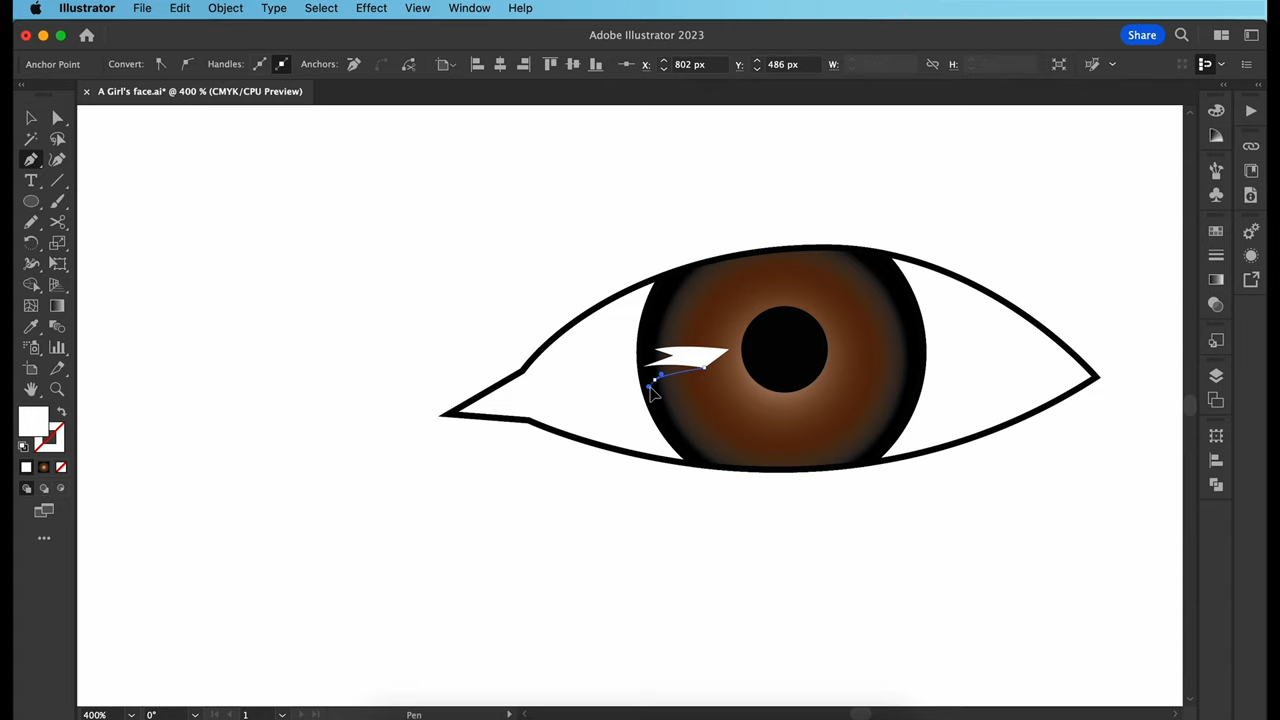 Illustrator File Edit Object Type Select Effect View Window Help
Adobe Illustrator 2023
Share
Anchor Point Convert: Handles: Anchors: X: 802 px Y: 486 px W: H:
× A Girl's face.ai* @ 400 % (CMYK/CPU Preview)
400% 0° 1 Pen